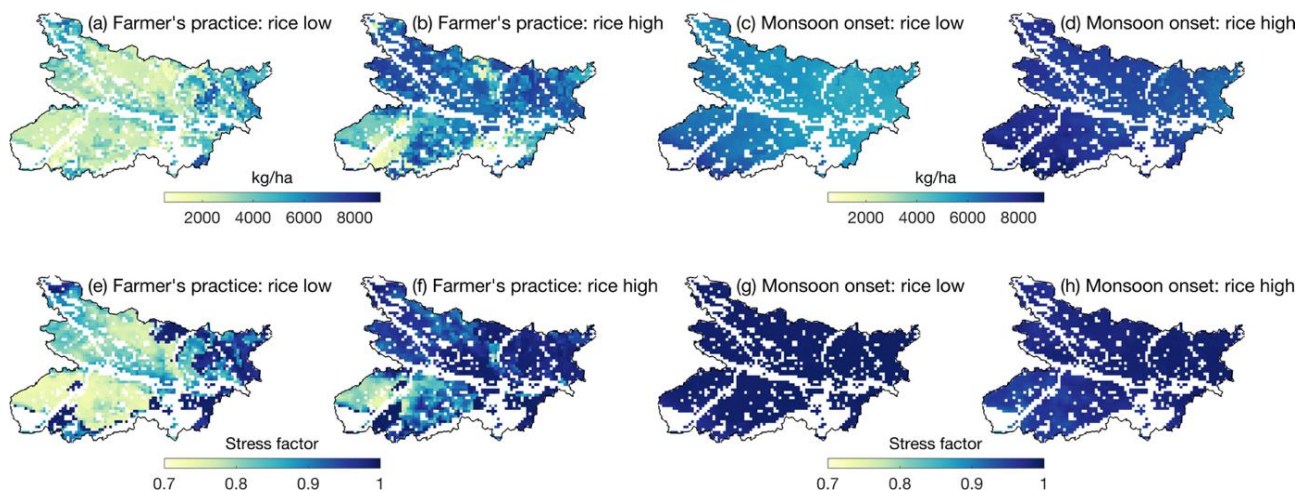 (a) Farmer's practice: rice low
(b) Farmer's practice: rice high
(c) Monsoon onset: rice low
(d) Monsoon onset: rice high
kg/ha
2000 4000 6000 8000
kg/ha
2000 4000 6000 8000
(e) Farmer's practice: rice low
(f) Farmer's practice: rice high
(g) Monsoon onset: rice low
(h) Monsoon onset: rice high
Stress factor
0.7 0.8 0.9 1
Stress factor
0.7 0.8 0.9 1